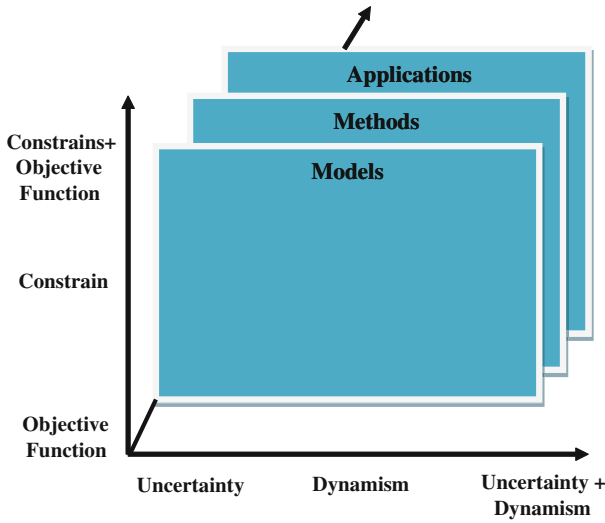 Applications
Methods
Models
Constrains+
Objective
Function
Constrain
Objective
Function
Uncertainty
Dynamism
Uncertainty +
Dynamism